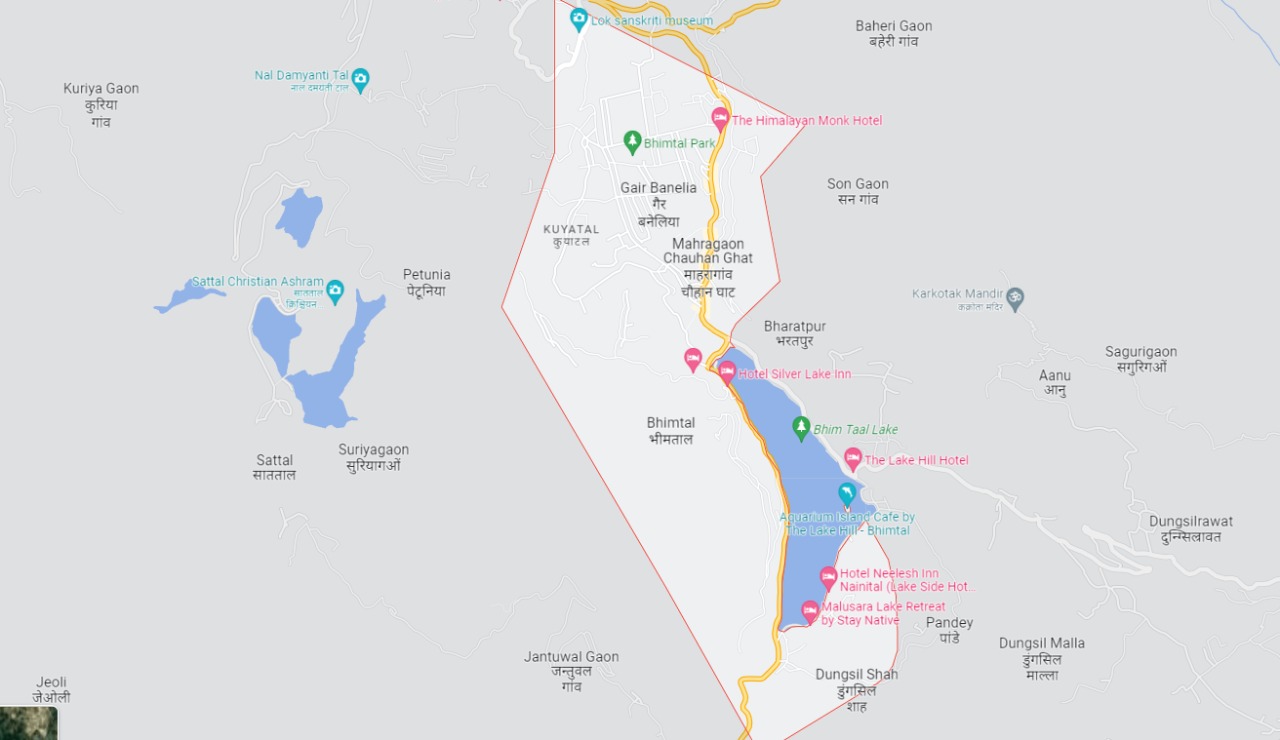 Lok sanskriti museum
Baheri Gaon
बहेरी गांव
Nal Damyanti Tal
नाल दमयंती टाल
Kuriya Gaon
कुरिया
गांव
The Himalayan Monk Hotel
Bhimtal Park
Gair Banelia
गैर
बनेलिया
Son Gaon
सन गांव
KUYATAL
कुयाटल
Mahragaon
Chauhan Ghat
माहरागांव
चौहान घाट
Petunia
पेटूनिया
Sattal Christian Ashram
सातताल
क्रिश्चियन...
Karkotak Mandir
कर्कोटा मंदिर
Bharatpur
भरतपुर
Sagurigaon
सगुरिगओं
Aanu
आनु
Hotel Silver Lake Inn
Bhimtal
भीमताल
Bhim Taal Lake
The Lake Hill Hotel
Suriyagaon
सुरियागओं
Sattal
सातताल
Aquarium Island Cafe by
The Lake Hill - Bhimtal
Dungsilrawat
दुन्ग्सिलरावत
Hotel Neelesh Inn
Nainital (Lake Side Hot...
Malusara Lake Retreat
by Stay Native
Pandey
पांडे
Dungsil Malla
डुंगसिल
माल्ला
Jantuwal Gaon
जन्तुवल
गांव
Dungsil Shah
डुंगसिल
शाह
Jeoli
जेओली